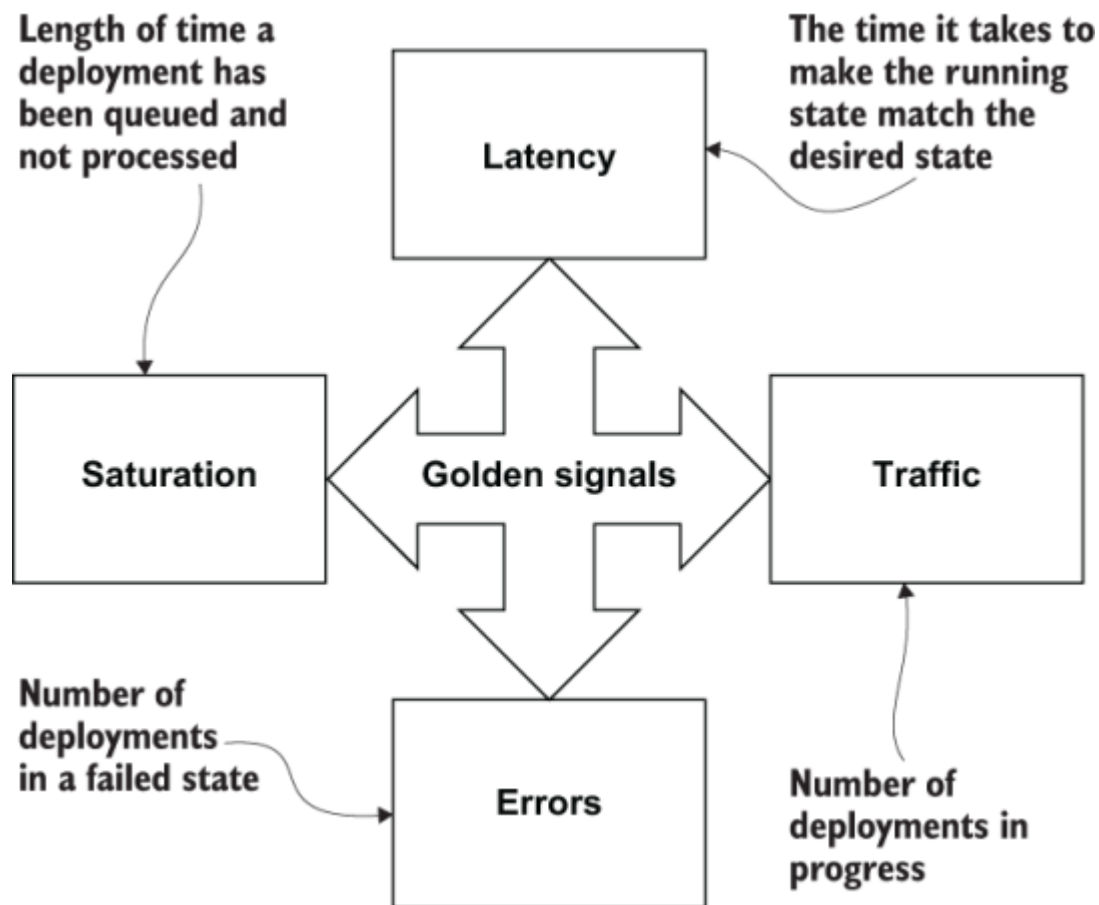 Length of time a
deployment has
been queued and
not processed
The time it takes to
make the running
state match the
desired state
Latency
Saturation
Golden signals
Traffic
Number of
deployments
in a failed state
Errors
Number of
deployments in
progress